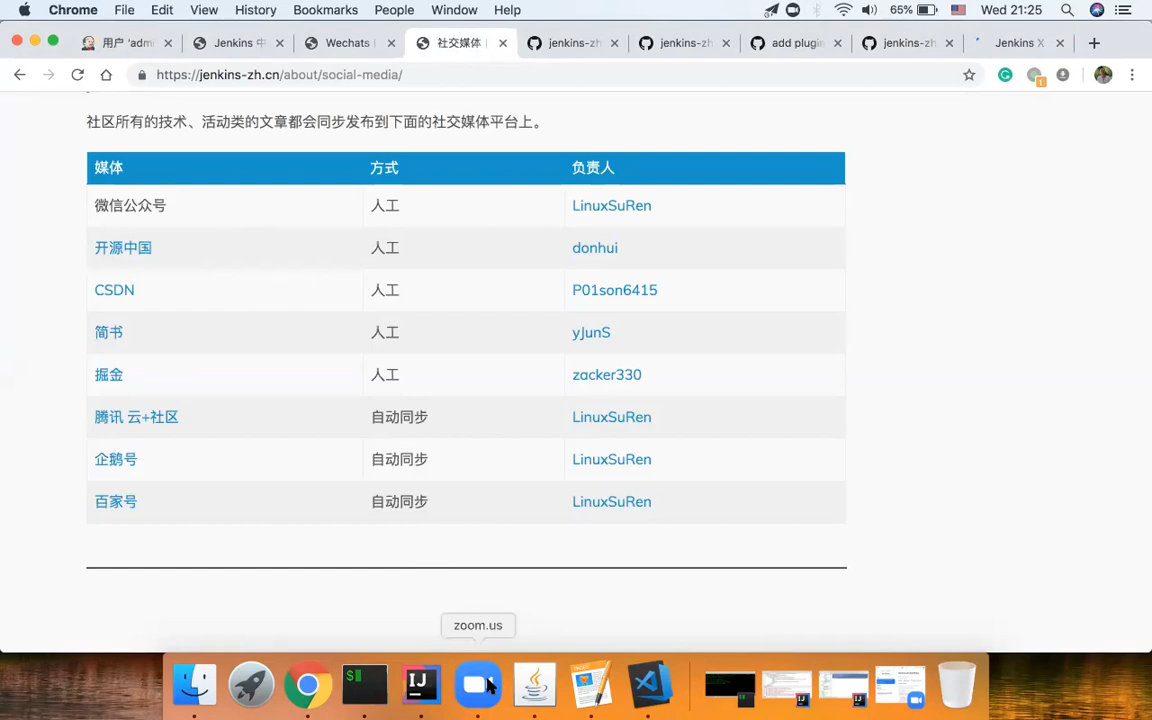 Chrome File Edit View History Bookmarks People Window Help 65% Wed 21:25
用户 'admi Jenkins 中 Wechats | 社交媒体 | jenkins-zh. jenkins-zh. add plugin jenkins-zh. Jenkins X
https://jenkins-zh.cn/about/social-media/
1
社区所有的技术、活动类的文章都会同步发布到下面的社交媒体平台上。
媒体 方式 负责人
微信公众号 人工 LinuxSuRen
开源中国 人工 donhui
CSDN 人工 P01son6415
简书 人工 yJunS
掘金 人工 zacker330
腾讯 云+社区 自动同步 LinuxSuRen
企鹅号 自动同步 LinuxSuRen
百家号 自动同步 LinuxSuRen
zoom.us
$ IJ